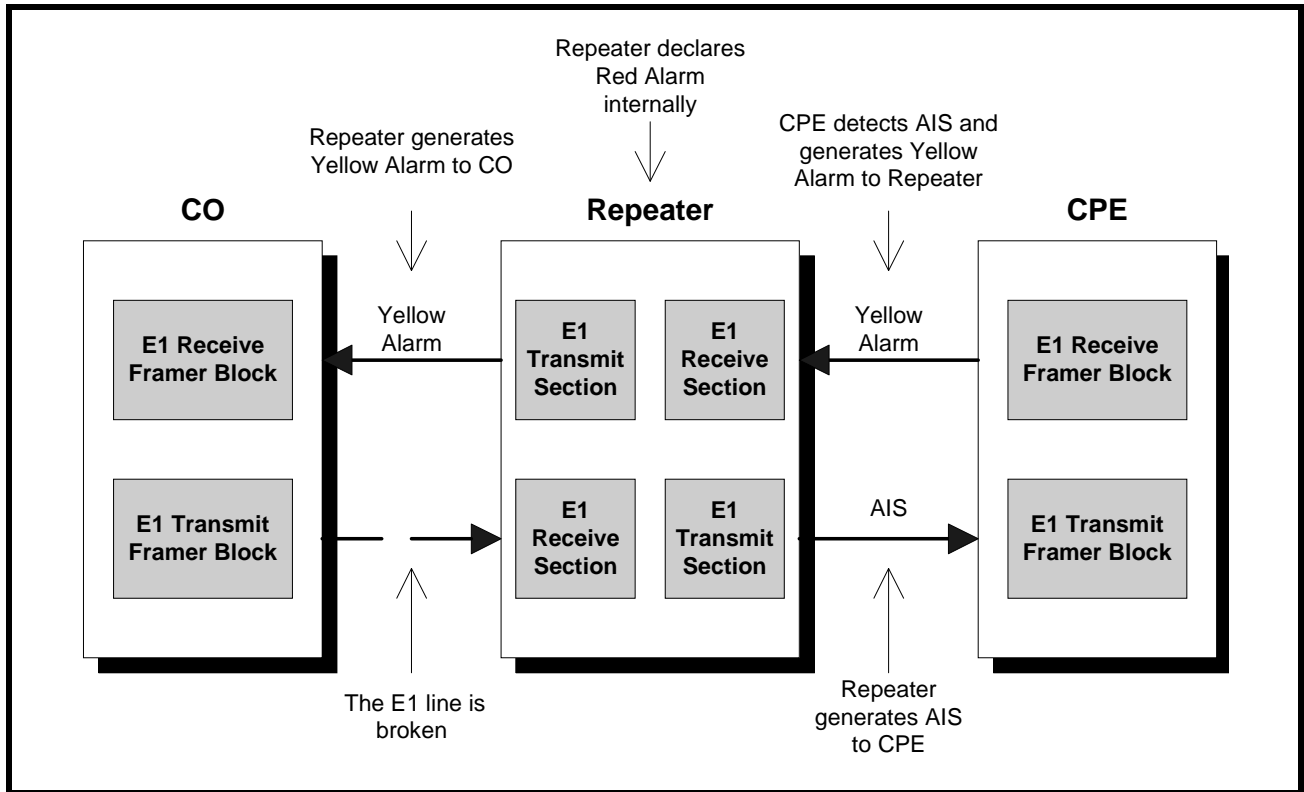 Repeater declares
Red Alarm
internally
Repeater generates
Yellow Alarm to CO
CPE detects AIS and
generates Yellow
Alarm to Repeater
CO
Repeater
CPE
E1 Receive
Framer Block
Yellow
Alarm
E1
Transmit
Section
E1
Receive
Section
Yellow
Alarm
E1 Receive
Framer Block
E1 Transmit
Framer Block
E1
Receive
Section
E1
Transmit
Section
AIS
E1 Transmit
Framer Block
The E1 line is
broken
Repeater
generates AIS
to CPE